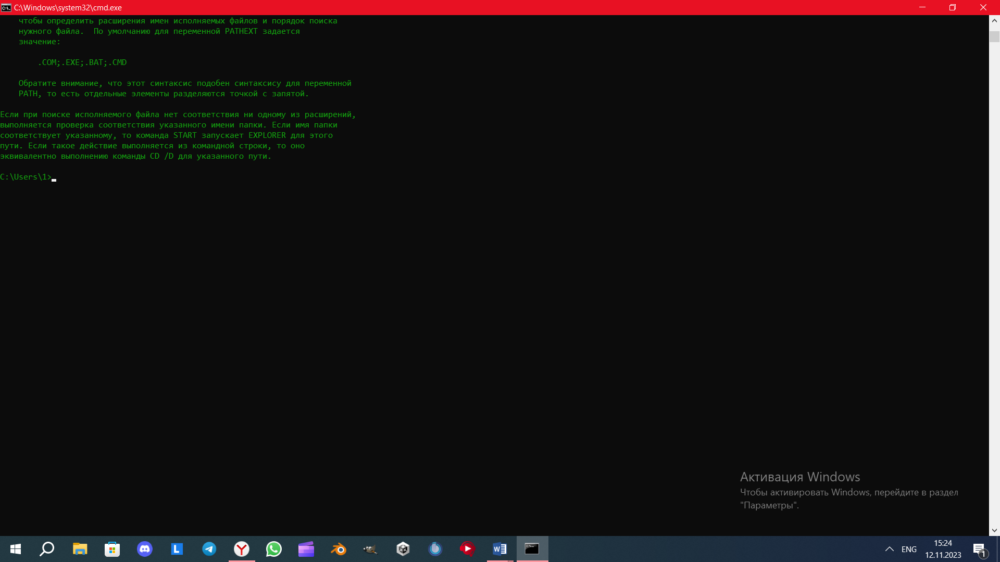 C:\Windows\system32\cmd.exe
чтобы определить расширения имен исполняемых файлов и порядок поиска
нужного файла.  По умолчанию для переменной PATHEXT задается
значение:
.COM;.EXE;.BAT;.CMD
Обратите внимание, что этот синтаксис подобен синтаксису для переменной
PATH, то есть отдельные элементы разделяются точкой с запятой.
Если при поиске исполняемого файла нет соответствия ни одному из расширений,
выполняется проверка соответствия указанного имени папки. Если имя папки
соответствует указанному, то команда START запускает EXPLORER для этого
пути. Если такое действие выполняется из командной строки, то оно
эквивалентно выполнению команды CD /D для указанного пути.
C:\Users\1>
Активация Windows
Чтобы активировать Windows, перейдите в раздел
"Параметры".
ENG
15:24
12.11.2023
1